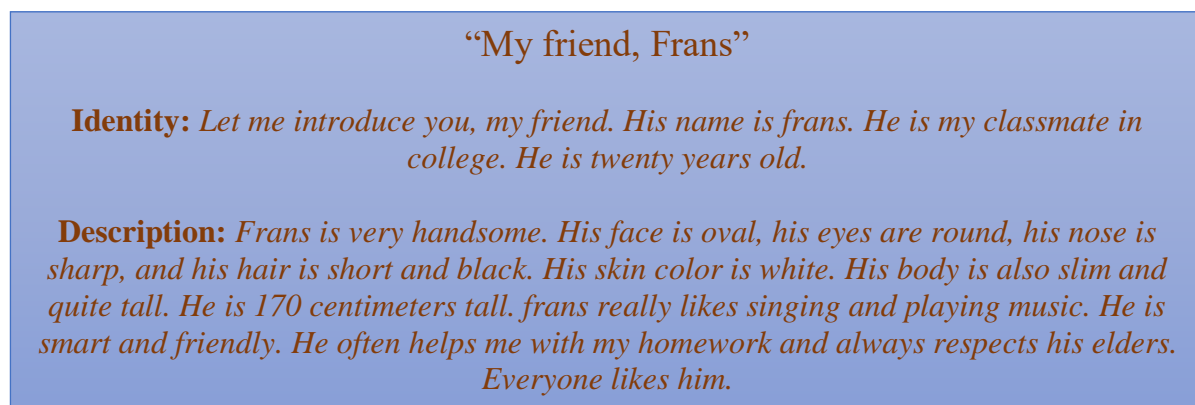 “My friend, Frans”
Identity: Let me introduce you, my friend. His name is frans. He is my classmate in
college. He is twenty years old.
Description: Frans is very handsome. His face is oval, his eyes are round, his nose is
sharp, and his hair is short and black. His skin color is white. His body is also slim and
quite tall. He is 170 centimeters tall. frans really likes singing and playing music. He is
smart and friendly. He often helps me with my homework and always respects his elders.
Everyone likes him.